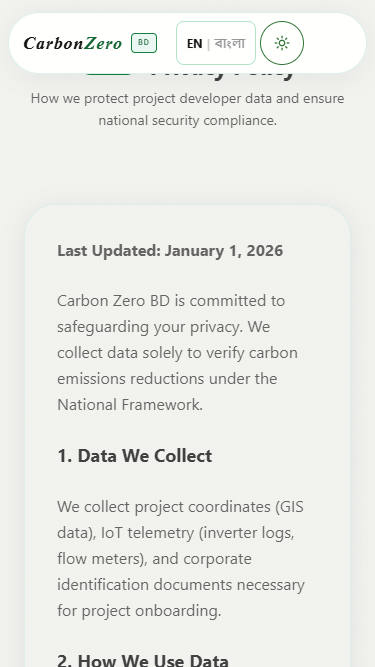 CarbonZero BD EN | বাংলা
Privacy Policy
How we protect project developer data and ensure
national security compliance.
Last Updated: January 1, 2026
Carbon Zero BD is committed to
safeguarding your privacy. We
collect data solely to verify carbon
emissions reductions under the
National Framework.
1. Data We Collect
We collect project coordinates (GIS
data), IoT telemetry (inverter logs,
flow meters), and corporate
identification documents necessary
for project onboarding.
2. How We Use Data